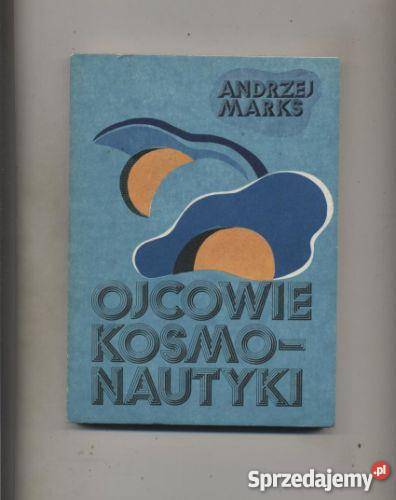 ANDRZEJ
MARKS
OJCOWIE
KOSMO-
NAUTYKI
Sprzedajemy.pl